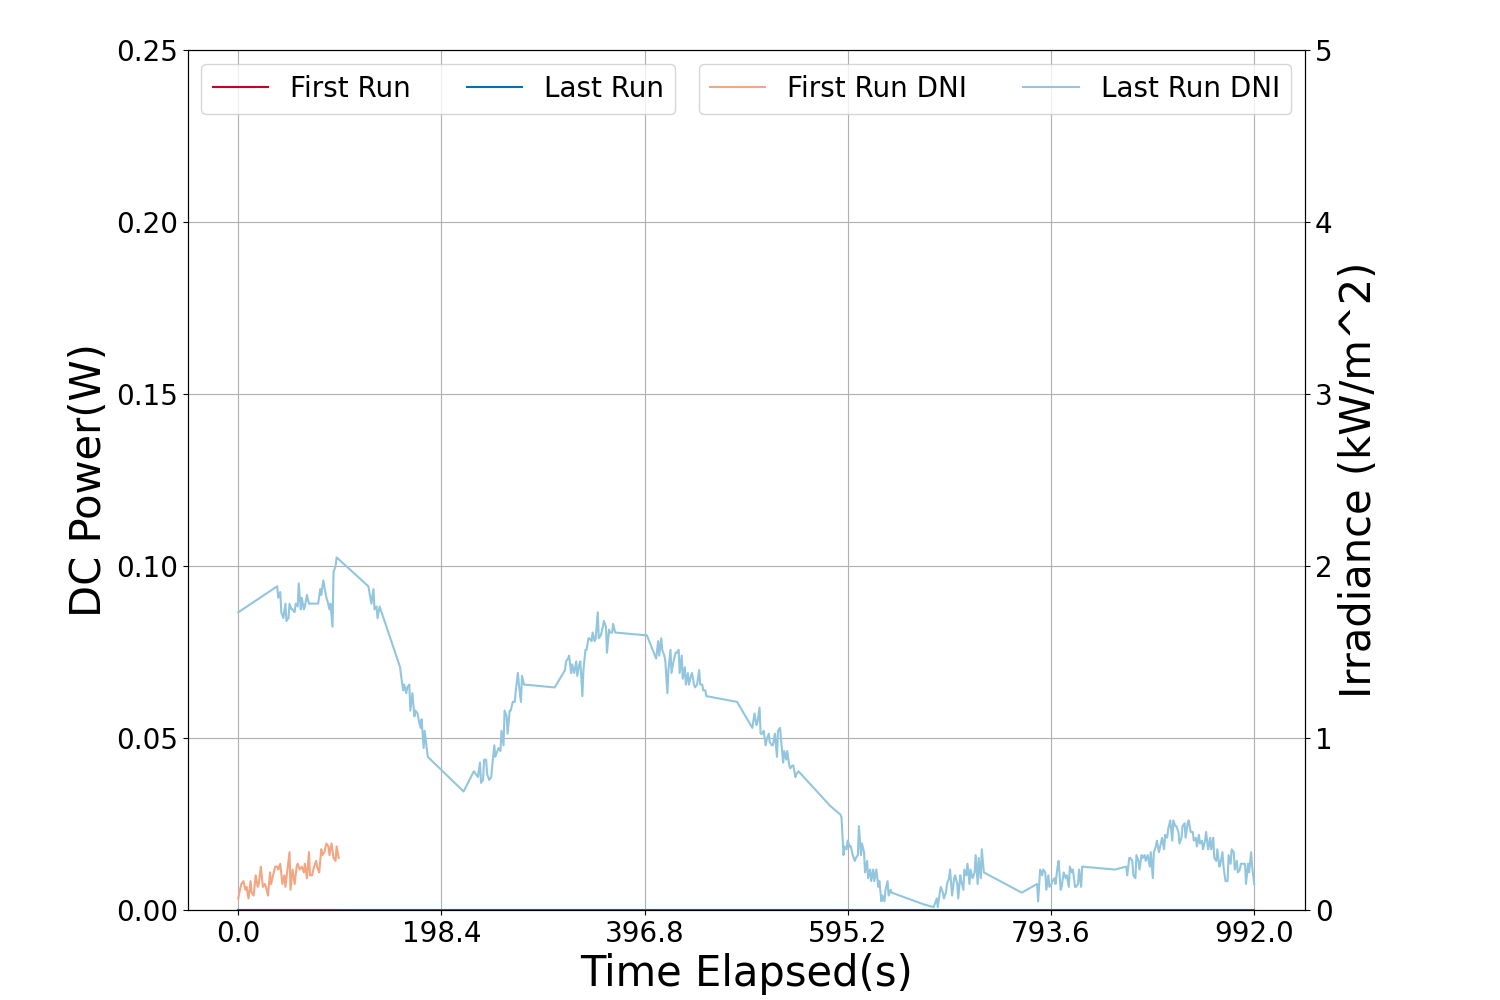 First Run
Last Run
First Run DNI
Last Run DNI
0.25
0.20
0.15
0.10
0.05
0.00
DC Power(W)
5
4
3
2
1
0
Irradiance (kW/m^2)
0.0 198.4 396.8 595.2 793.6 992.0
Time Elapsed(s)